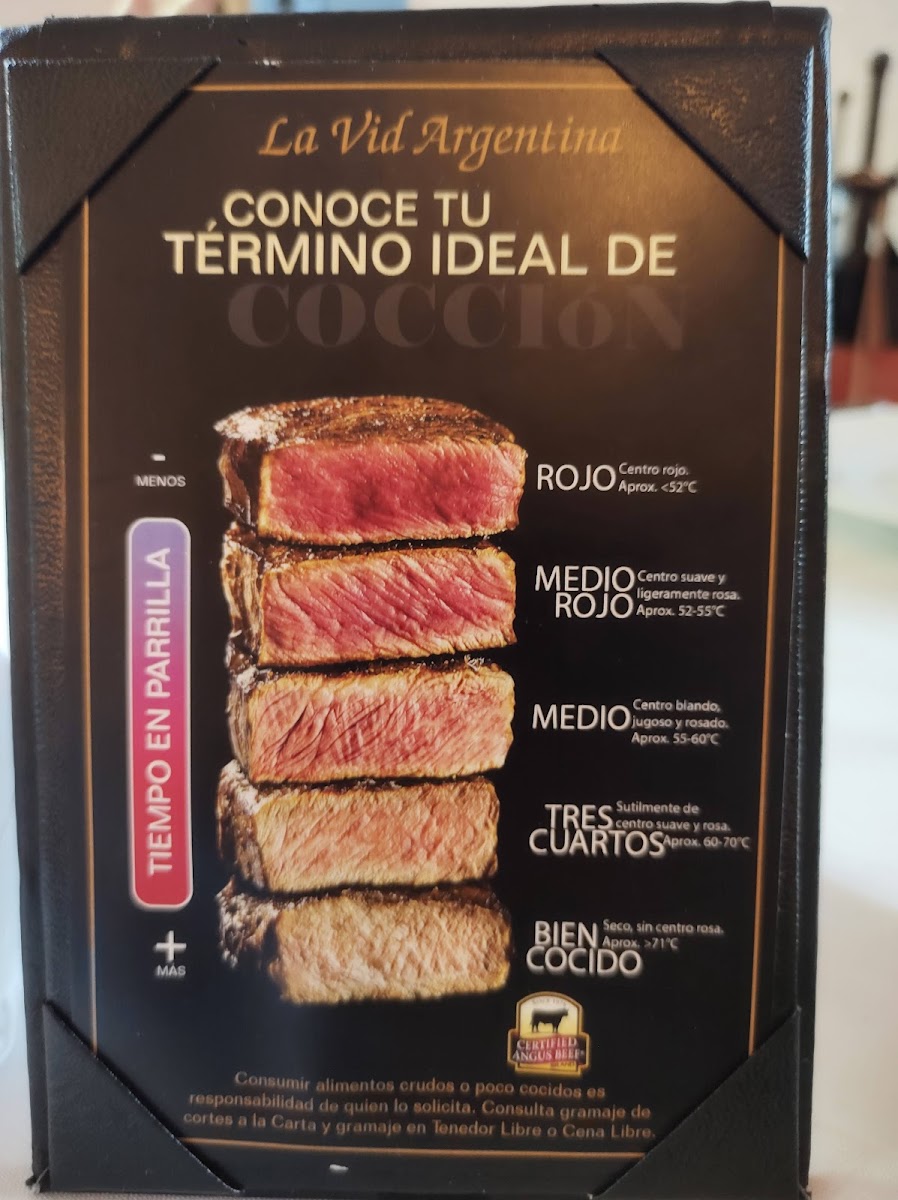 La Vid Argentina
CONOCE TU
TÉRMINO IDEAL DE
COCCIóN
-
MENOS
TIEMPO EN PARRILLA
+
MÁS
ROJO
Centro rojo.
Aprox. <52°C
MEDIO
ROJO
Centro suave y
ligeramente rosa.
Aprox. 52-55°C
MEDIO
Centro blando,
jugoso y rosado.
Aprox. 55-60°C
TRES
CUARTOS
Sutilmente de
centro suave y rosa.
Aprox. 60-70°C
BIEN
COCIDO
Seco, sin centro rosa.
Aprox. >71°C
CERTIFIED
ANGUS BEEF®
Consumir alimentos crudos o poco cocidos es
responsabilidad de quien lo solicita. Consulta gramaje de
cortes a la Carta y gramaje en Tenedor Libre o Cena Libre.